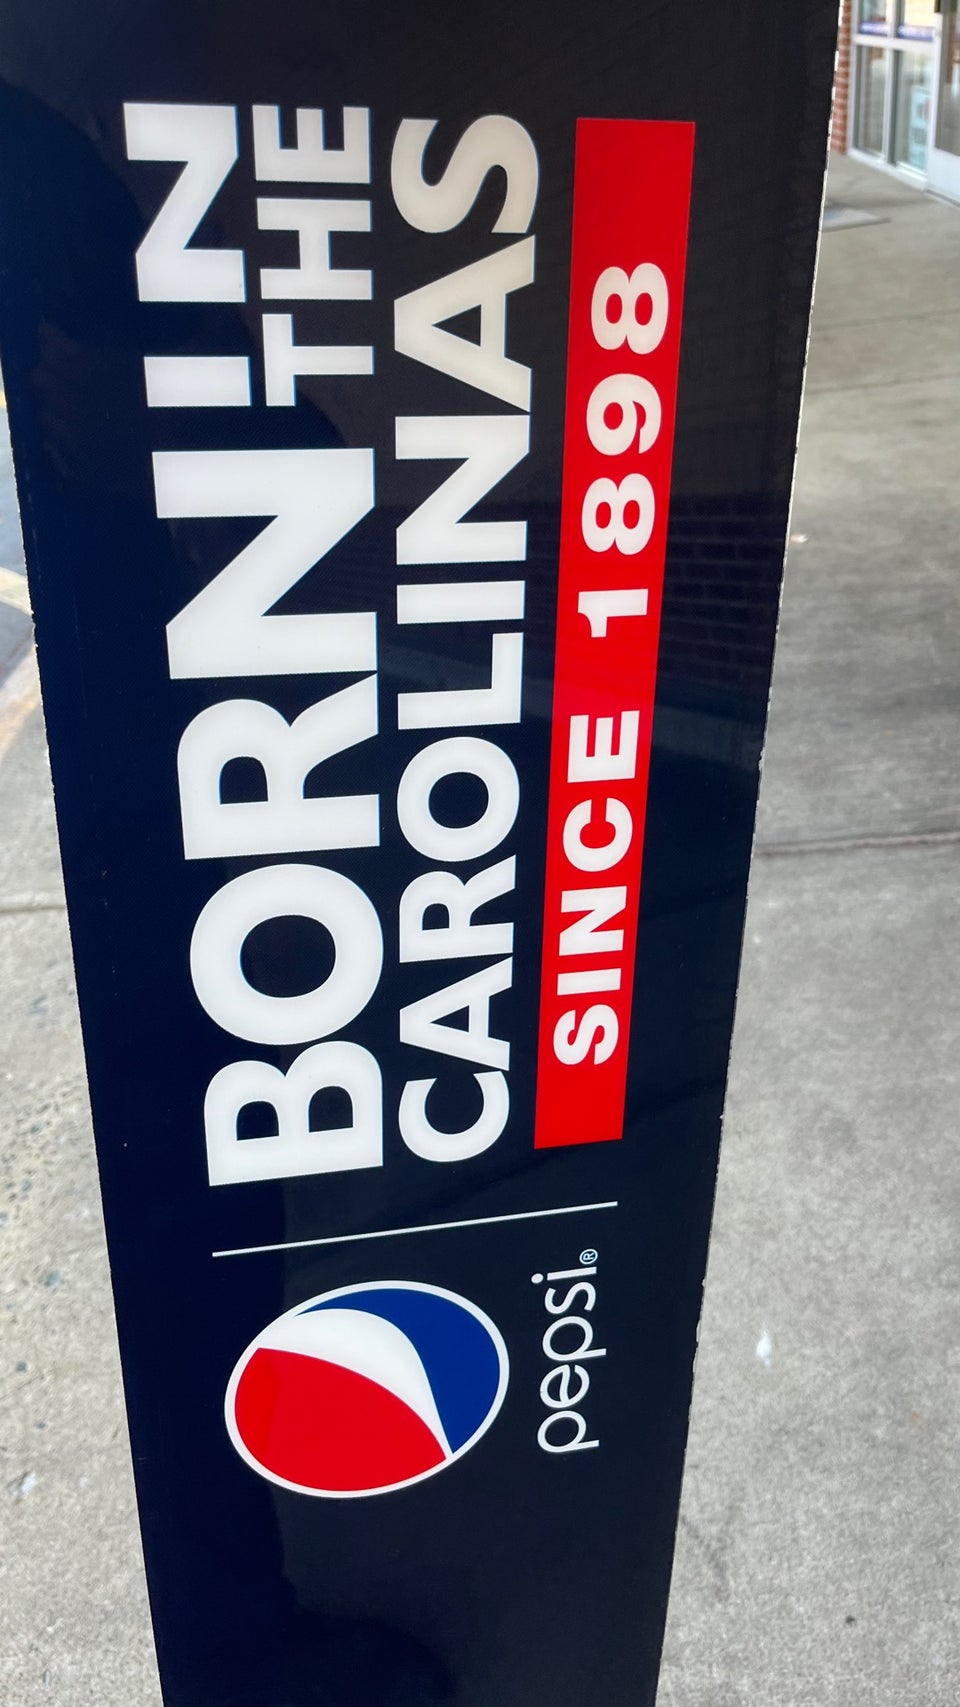 BORN IN
THE
CAROLINAS
SINCE 1898
pepsi®